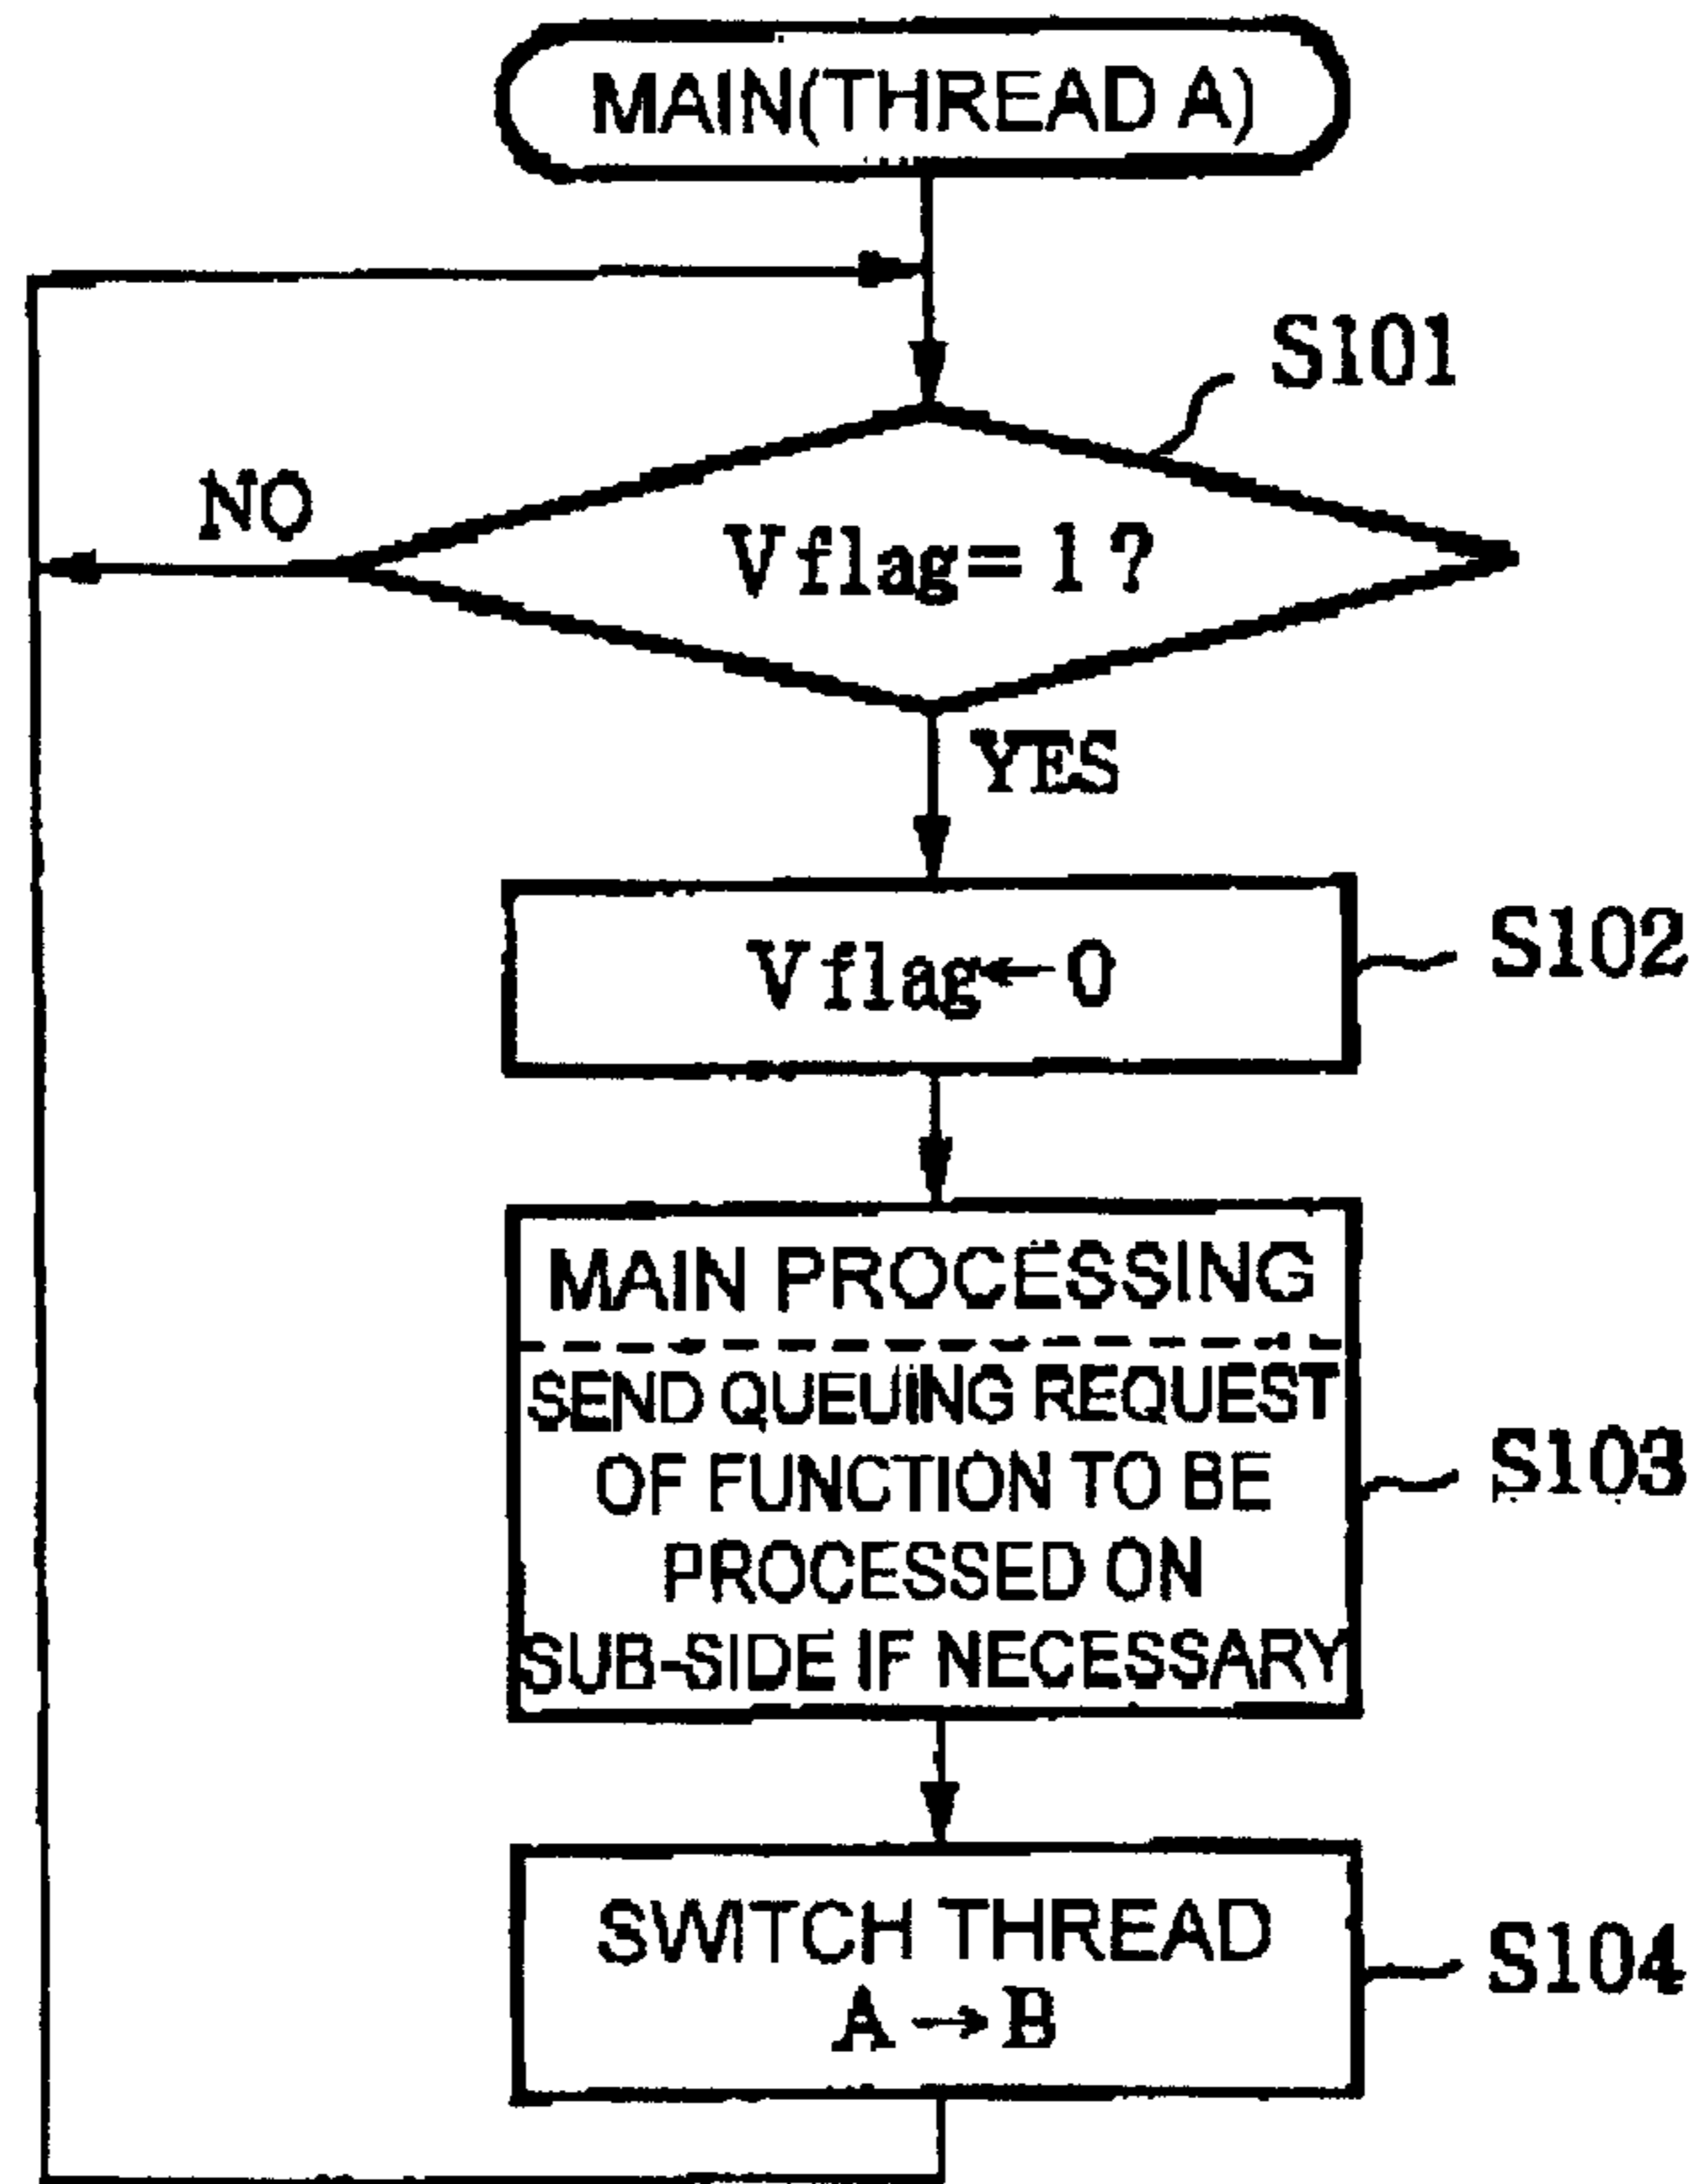 MAIN(THREAD A)
S101
NO
Vflag=1?
YES
Vflag←0
S102
MAIN PROCESSING
SEND QUEUING REQUEST
OF FUNCTION TO BE
PROCESSED ON
SUB-SIDE IF NECESSARY
S103
SWITCH THREAD
A→B
S104